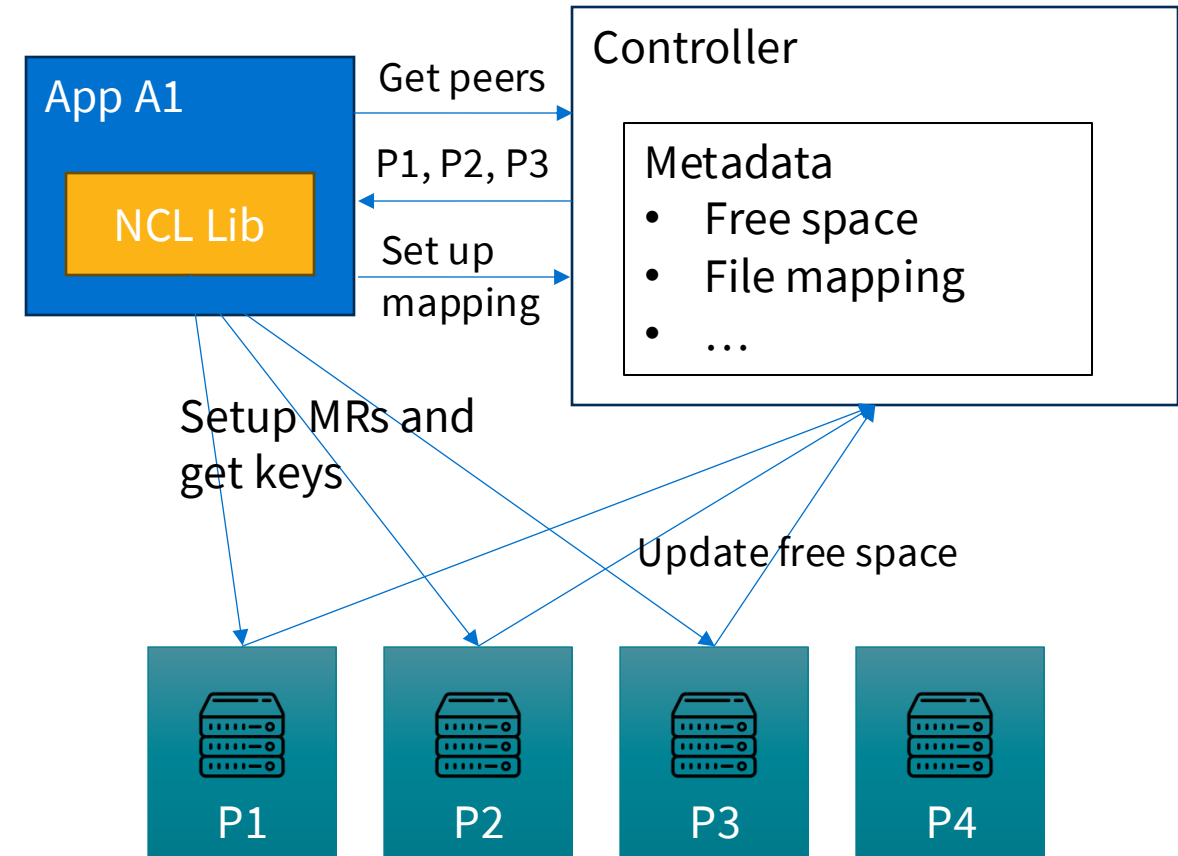 App A1
NCL Lib
Get peers
P1, P2, P3
Set up
mapping
Controller
Metadata
• Free space
• File mapping
• …
Setup MRs and
get keys
Update free space
P1
P2
P3
P4